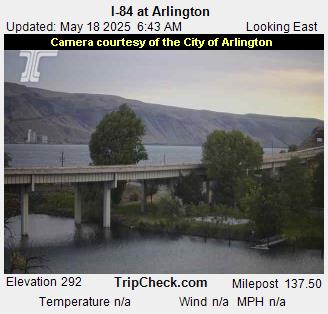 I-84 at Arlington
Updated: May 18 2025 6:43 AM Looking East
Camera courtesy of the City of Arlington
Elevation 292 TripCheck.com Milepost 137.50
Temperature n/a Wind n/a MPH n/a